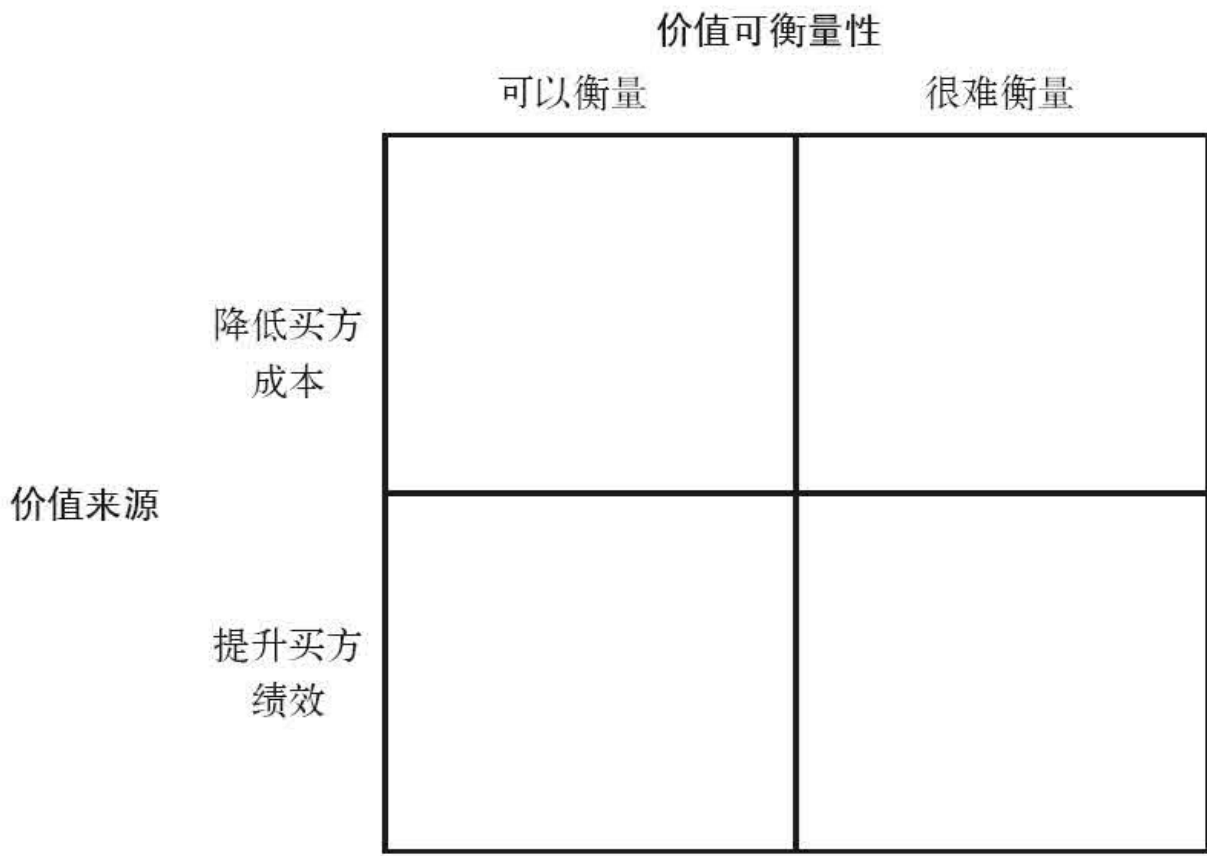 价值可衡量性
可以衡量 很难衡量
降低买方
成本
价值来源
提升买方
绩效